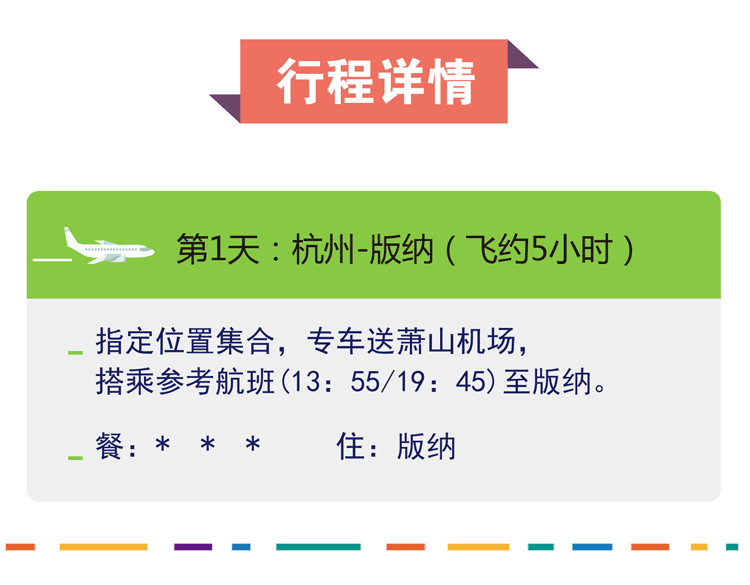 行程详情
第1天：杭州-版纳（飞约5小时）
指定位置集合，专车送萧山机场，
搭乘参考航班(13：55/19：45)至版纳。
餐：* * * 住：版纳